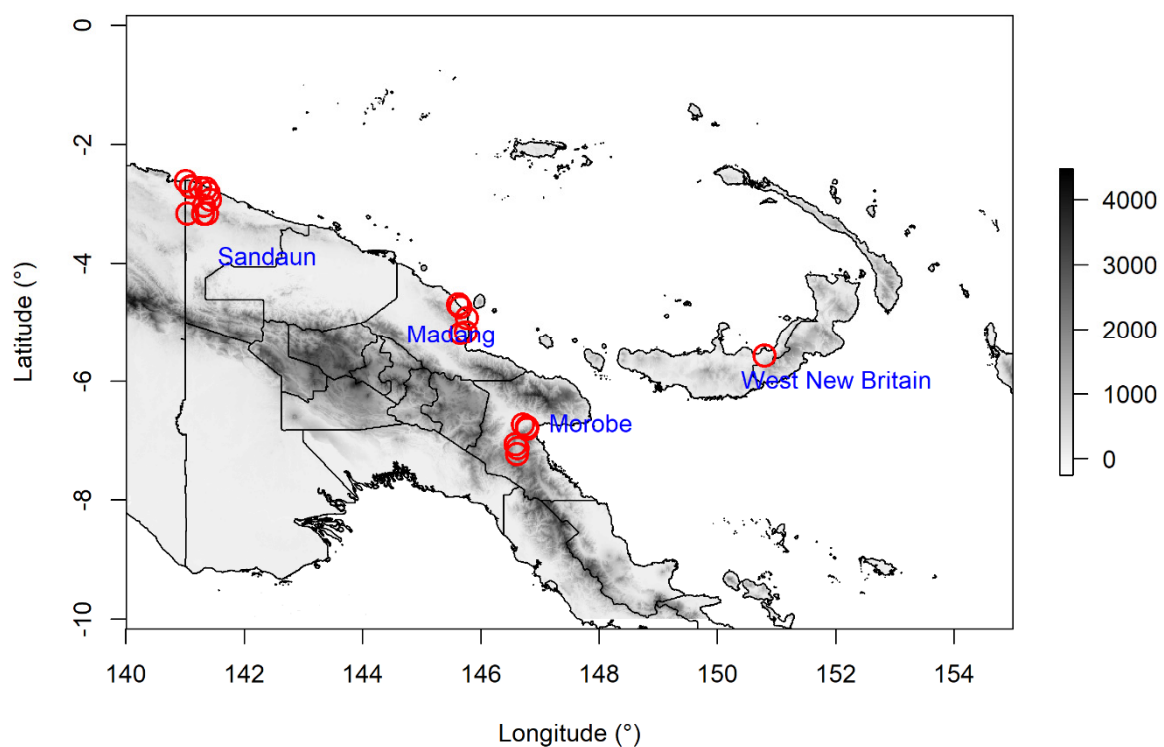 0
-2
-4
-6
-8
-10
Latitude (°)
Sandaun
Madang
West New Britain
Morobe
4000
3000
2000
1000
0
140 142 144 146 148 150 152 154
Longitude (°)